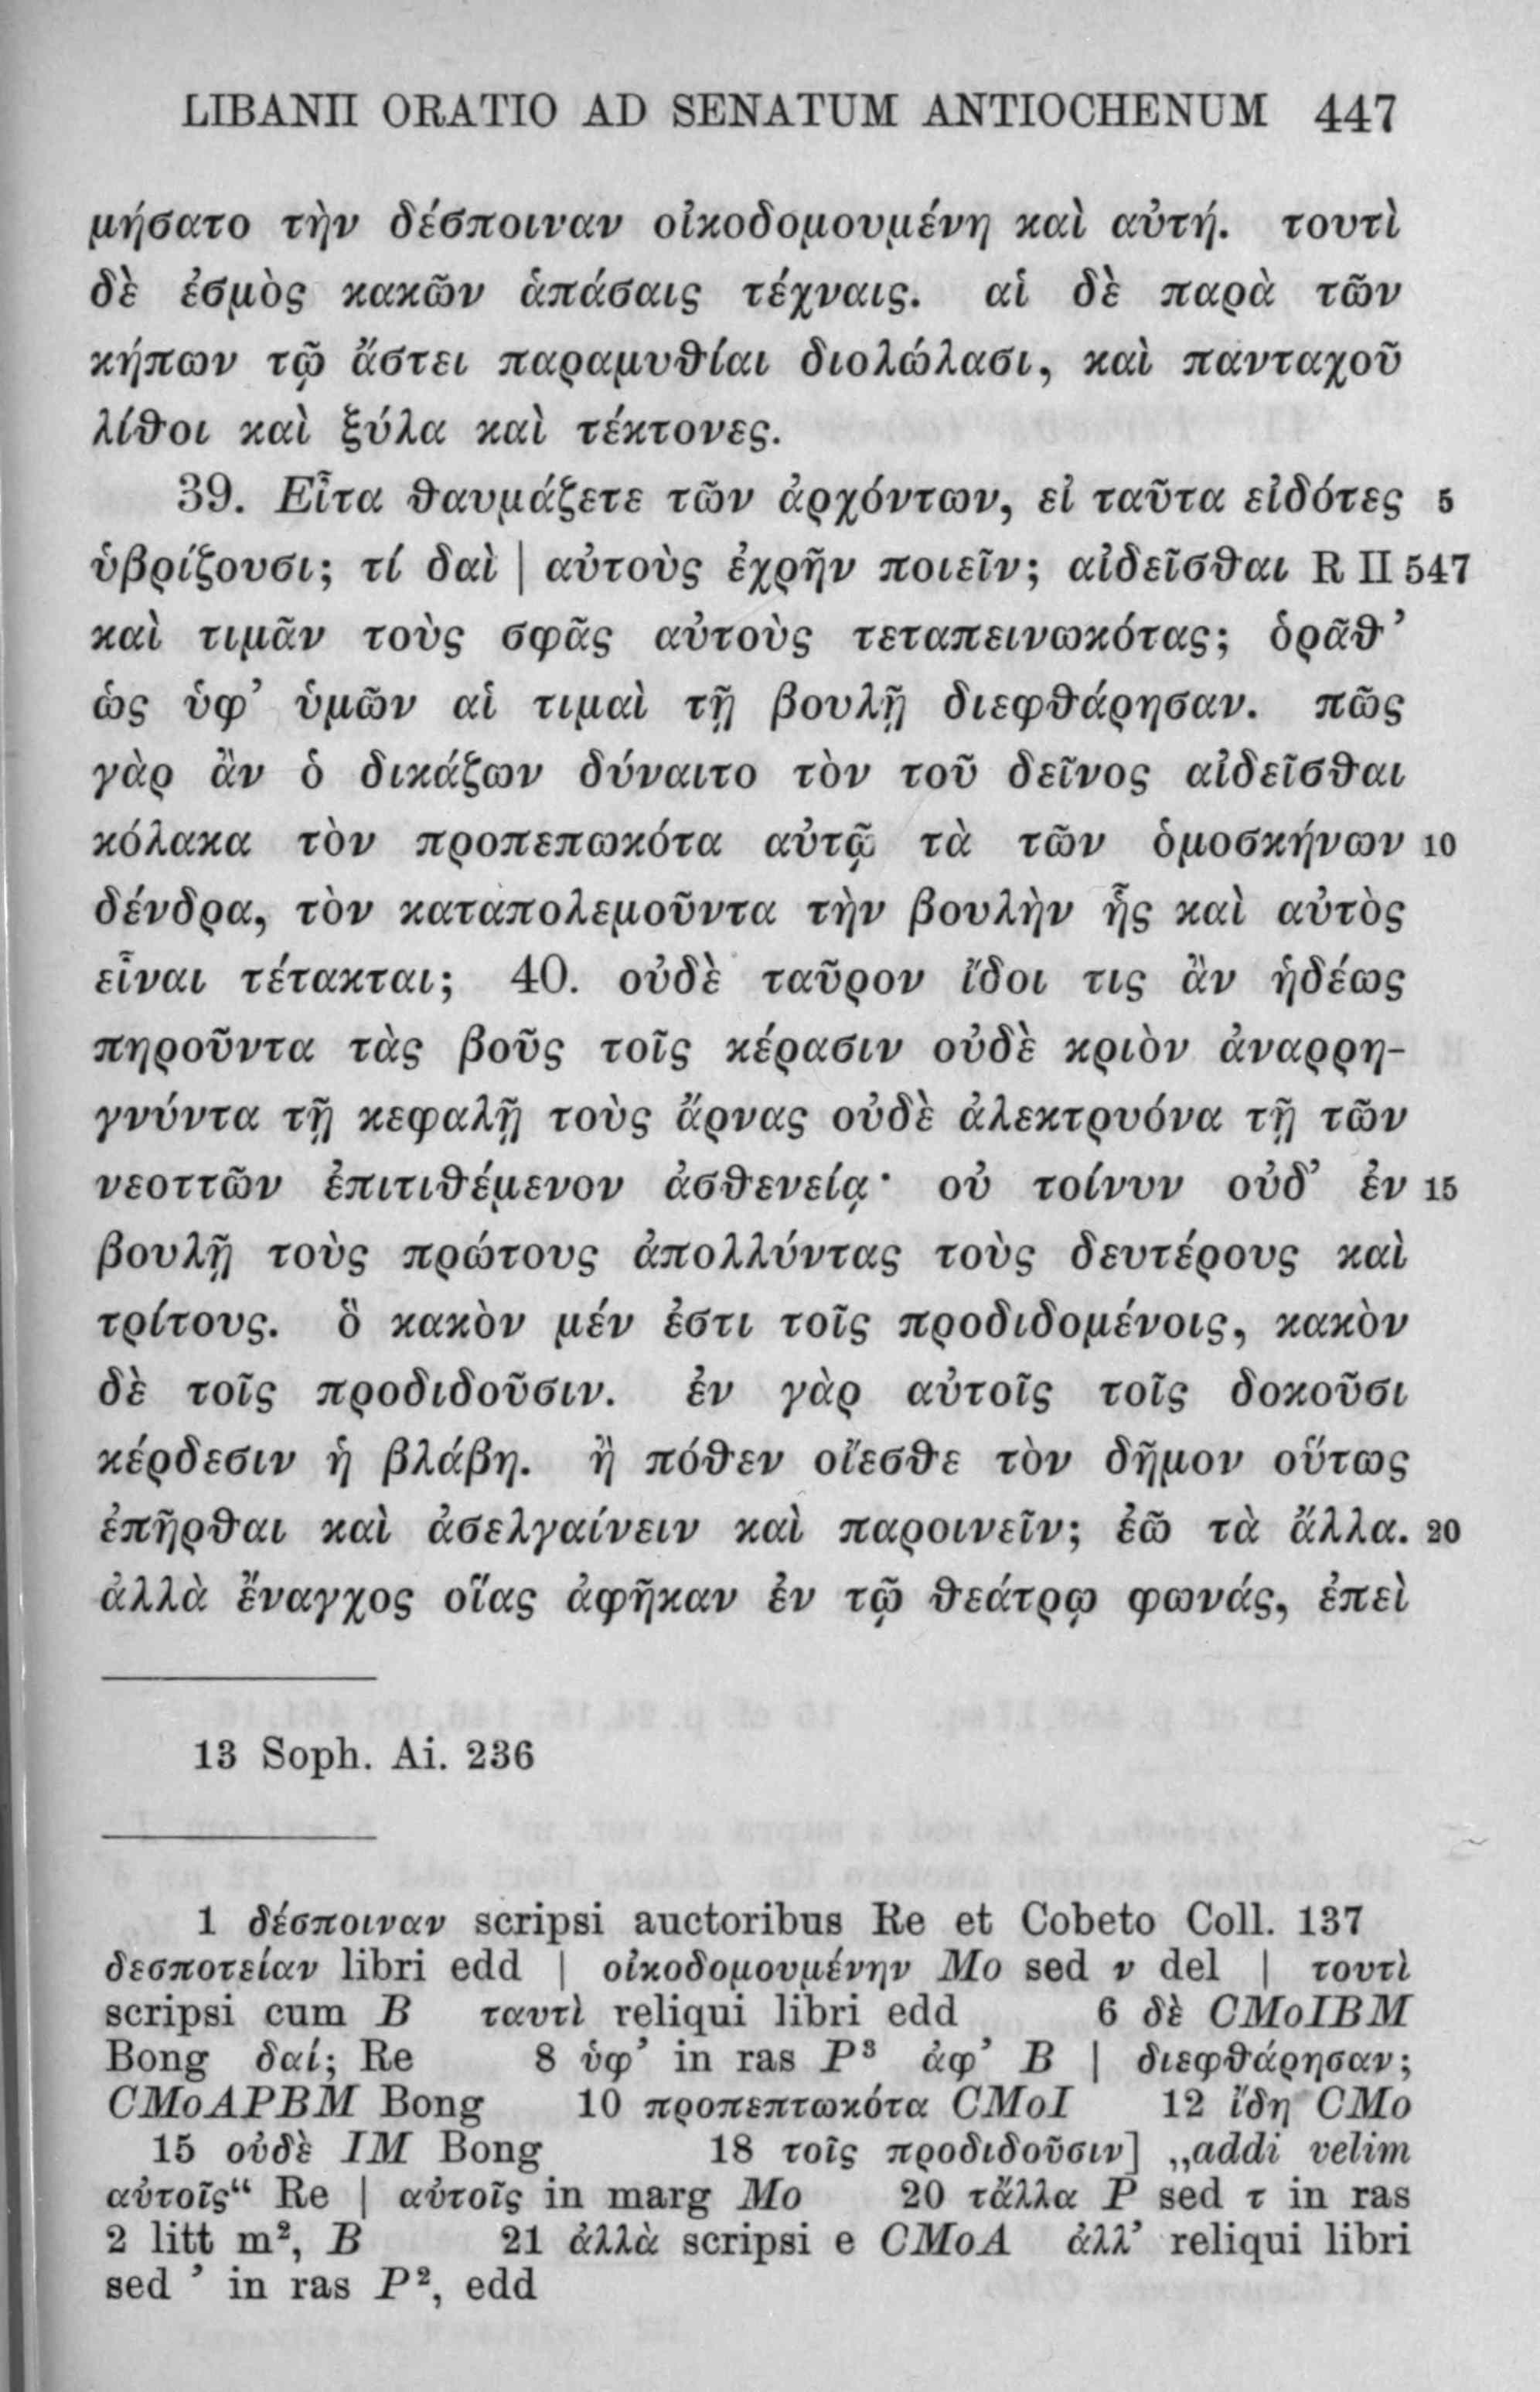 LIBANII ORATIO AD SENATUM ANTIOCHENUM 447
μήσατο τὴν δέσποιναν οἰκοδομουμένη καὶ αὐτή. τουτὶ
δὲ ἑσμὸς κακῶν ἁπάσαις τέχναις. αἱ δὲ παρὰ τῶν
κήπων τῷ ἄστει παραμυθίαι διολώλασι, καὶ πανταχοῦ
λίθοι καὶ ξύλα καὶ τέκτονες.
39. Εἶτα θαυμάζετε τῶν ἀρχόντων, εἰ ταῦτα εἰδότες 5
ὑβρίζουσι; τί δαὶ | αὐτοὺς ἐχρῆν ποιεῖν; αἰδεῖσθαι R II 547
καὶ τιμᾶν τοὺς σφᾶς αὐτοὺς τεταπεινωκότας; ὁρᾶθ’
ὡς ὑφ’ ὑμῶν αἱ τιμαὶ τῇ βουλῇ διεφθάρησαν. πῶς
γὰρ ἂν ὁ δικάζων δύναιτο τὸν τοῦ δεῖνος αἰδεῖσθαι
κόλακα τὸν προπεπωκότα αὐτῷ τὰ τῶν ὁμοσκήνων 10
δένδρα, τὸν καταπολεμοῦντα τὴν βουλὴν ἧς καὶ αὐτὸς
εἶναι τέτακται; 40. οὐδὲ ταῦρον ἴδοι τις ἂν ἡδέως
πηροῦντα τὰς βοῦς τοῖς κέρασιν οὐδὲ κριὸν ἀναρρη-
γνύντα τῇ κεφαλῇ τοὺς ἄρνας οὐδὲ ἀλεκτρυόνα τῇ τῶν
νεοττῶν ἐπιτιθέμενον ἀσθενείᾳ· οὐ τοίνυν οὐδ’ ἐν 15
βουλῇ τοὺς πρώτους ἀπολλύντας τοὺς δευτέρους καὶ
τρίτους. ὃ κακὸν μέν ἐστι τοῖς προδιδομένοις, κακὸν
δὲ τοῖς προδιδοῦσιν. ἐν γὰρ αὐτοῖς τοῖς δοκοῦσι
κέρδεσιν ἡ βλάβη. ἢ πόθεν οἴεσθε τὸν δῆμον οὕτως
ἐπῆρθαι καὶ ἀσελγαίνειν καὶ παροινεῖν; ἐῶ τὰ ἄλλα. 20
ἀλλὰ ἔναγχος οἵας ἀφῆκαν ἐν τῷ θεάτρῳ φωνάς, ἐπεὶ
13 Soph. Ai. 236
1 δέσποιναν scripsi auctoribus Re et Cobeto Coll. 137
δεσποτείαν libri edd | οἰκοδομουμένην Mo sed ν del | τουτὶ
scripsi cum B ταυτὶ reliqui libri edd 6 δὲ CMoIBM
Bong δαί; Re 8 ὑφ’ in ras P³ ἀφ’ B | διεφθάρησαν;
CMoAPBM Bong 10 προπεπτωκότα CMoI 12 ἴδη CMo
15 οὐδὲ IM Bong 18 τοῖς προδιδοῦσιν] „addi velim
αὐτοῖς“ Re | αὐτοῖς in marg Mo 20 τἄλλα P sed τ in ras
2 litt m², B 21 ἀλλὰ scripsi e CMoA ἀλλ’ reliqui libri
sed ’ in ras P², edd